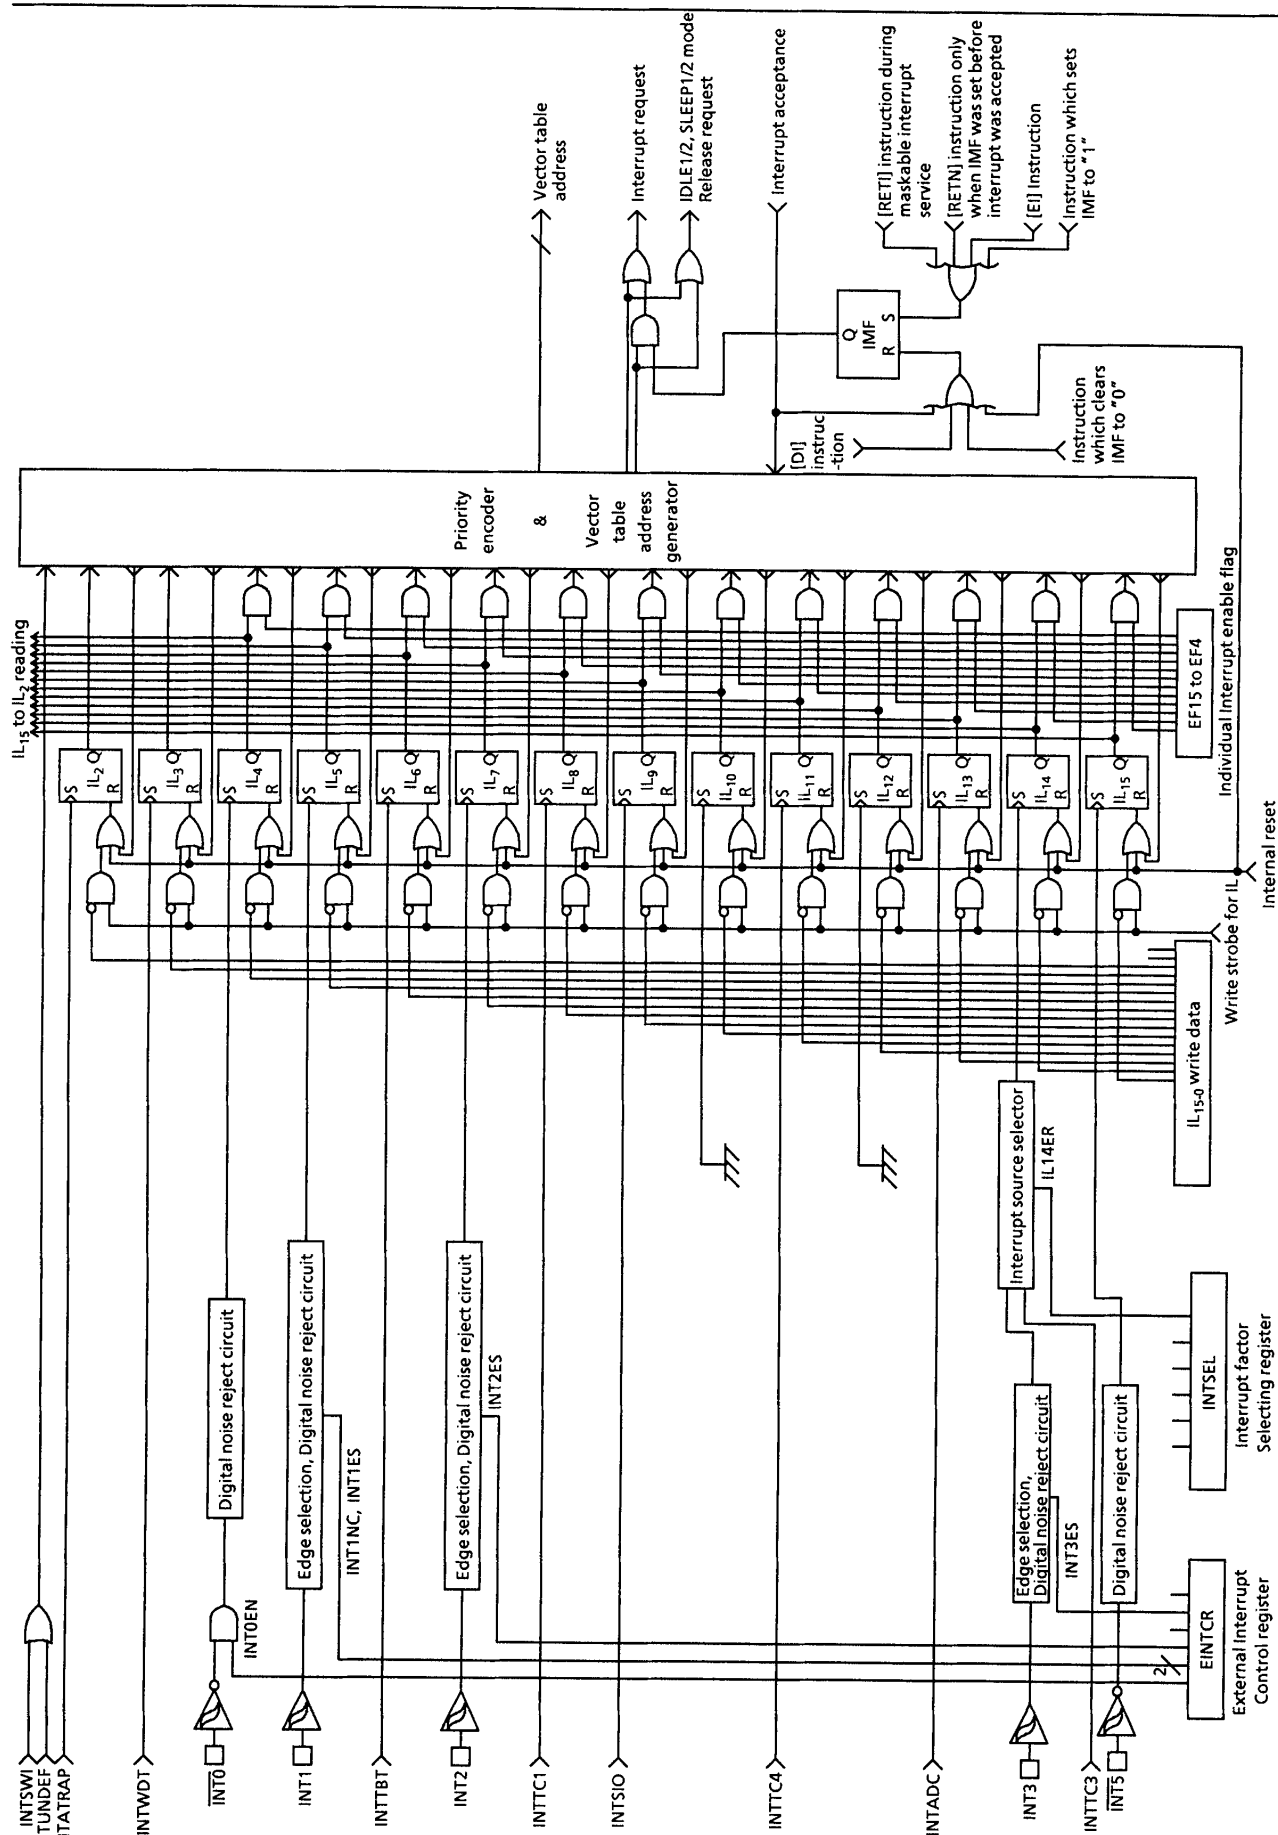 INTSWI
TUNDEF
TATRAP
INTWDT
INT0
INT1
INTTBT
INT2
INTTC1
INTSIO
INTTC4
INTADC
INT3
INTTC3
INT5
INT0EN
Digital noise reject circuit
Edge selection, Digital noise reject circuit
INT1NC, INT1ES
Edge selection, Digital noise reject circuit
INT2ES
Edge selection,
Digital noise reject circuit
INT3ES
Digital noise reject circuit
2
EINTCR
External Interrupt
Control register
INTSEL
Interrupt factor
Selecting register
Interrupt source selector
IL14ER
IL15-0 write data
Write strobe for IL
Internal reset
S
IL2 Q
R
S
IL3 Q
R
S
IL4 Q
R
S
IL5 Q
R
S
IL6 Q
R
S
IL7 Q
R
S
IL8 Q
R
S
IL9 Q
R
S
IL10 Q
R
S
IL11 Q
R
S
IL12 Q
R
S
IL13 Q
R
S
IL14 Q
R
S
IL15 Q
R
IL15 to IL2 reading
EF15 to EF4
Individual Interrupt enable flag
Priority
encoder
&
Vector
table
address
generator
Vector table
address
Interrupt request
IDLE1/2, SLEEP1/2 mode
Release request
Interrupt acceptance
Q
IMF
R S
[DI]
instruc
-tion
Instruction
which clears
IMF to "0"
[RETI] instruction during
maskable interrupt
service
[RETN] instruction only
when IMF was set before
interrupt was accepted
[EI] Instruction
Instruction which sets
IMF to "1"